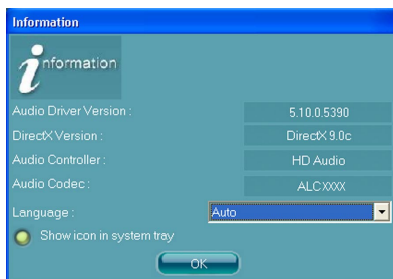 Information
information
Audio Driver Version : 5.10.0.5390
DirectX Version : DirectX 9.0c
Audio Controller : HD Audio
Audio Codec : ALCXXXX
Language : Auto
Show icon in system tray
OK